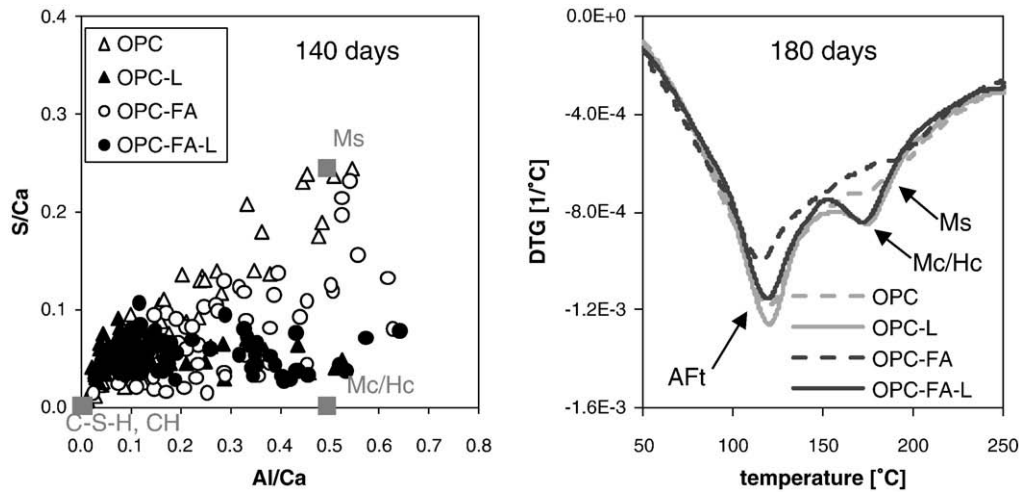 140 days
OPC
OPC-L
OPC-FA
OPC-FA-L
Ms
Mc/Hc
C-S-H, CH
S/Ca
0.4
0.3
0.2
0.1
0.0
0.0 0.1 0.2 0.3 0.4 0.5 0.6 0.7 0.8
Al/Ca
180 days
DTG [1/°C]
0.0E+0
-4.0E-4
-8.0E-4
-1.2E-3
-1.6E-3
Ms
Mc/Hc
AFt
OPC
OPC-L
OPC-FA
OPC-FA-L
50 100 150 200 250
temperature [°C]